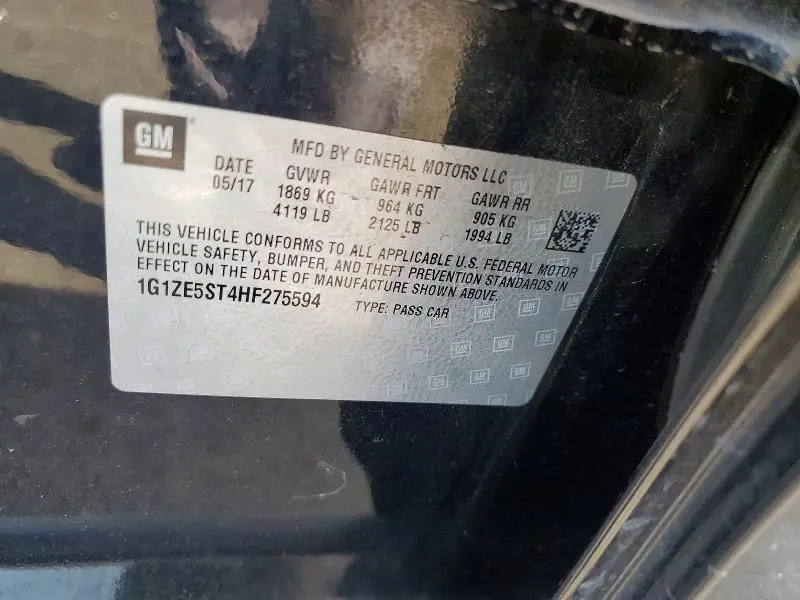 GM
MFD BY GENERAL MOTORS LLC
DATE GVWR GAWR FRT GAWR RR
05/17 1869 KG 964 KG 905 KG
4119 LB 2125 LB 1994 LB
THIS VEHICLE CONFORMS TO ALL APPLICABLE U.S. FEDERAL MOTOR
VEHICLE SAFETY, BUMPER, AND THEFT PREVENTION STANDARDS IN
EFFECT ON THE DATE OF MANUFACTURE SHOWN ABOVE.
1G1ZE5ST4HF275594 TYPE: PASS CAR